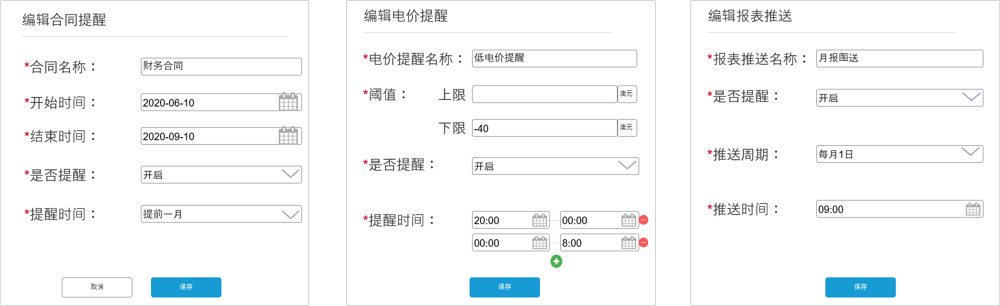 编辑合同提醒
*合同名称：
财务合同
*开始时间：
2020-06-10
*结束时间：
2020-09-10
*是否提醒：
开启
*提醒时间：
提前一月
取消
保存
编辑电价提醒
*电价提醒名称：
低电价提醒
*阈值：
上限
澳元
下限
-40
澳元
*是否提醒：
开启
*提醒时间：
20:00
00:00
00:00
8:00
保存
编辑报表推送
*报表推送名称：
月报图送
*是否提醒：
开启
*推送周期：
每月1日
*推送时间：
09:00
保存